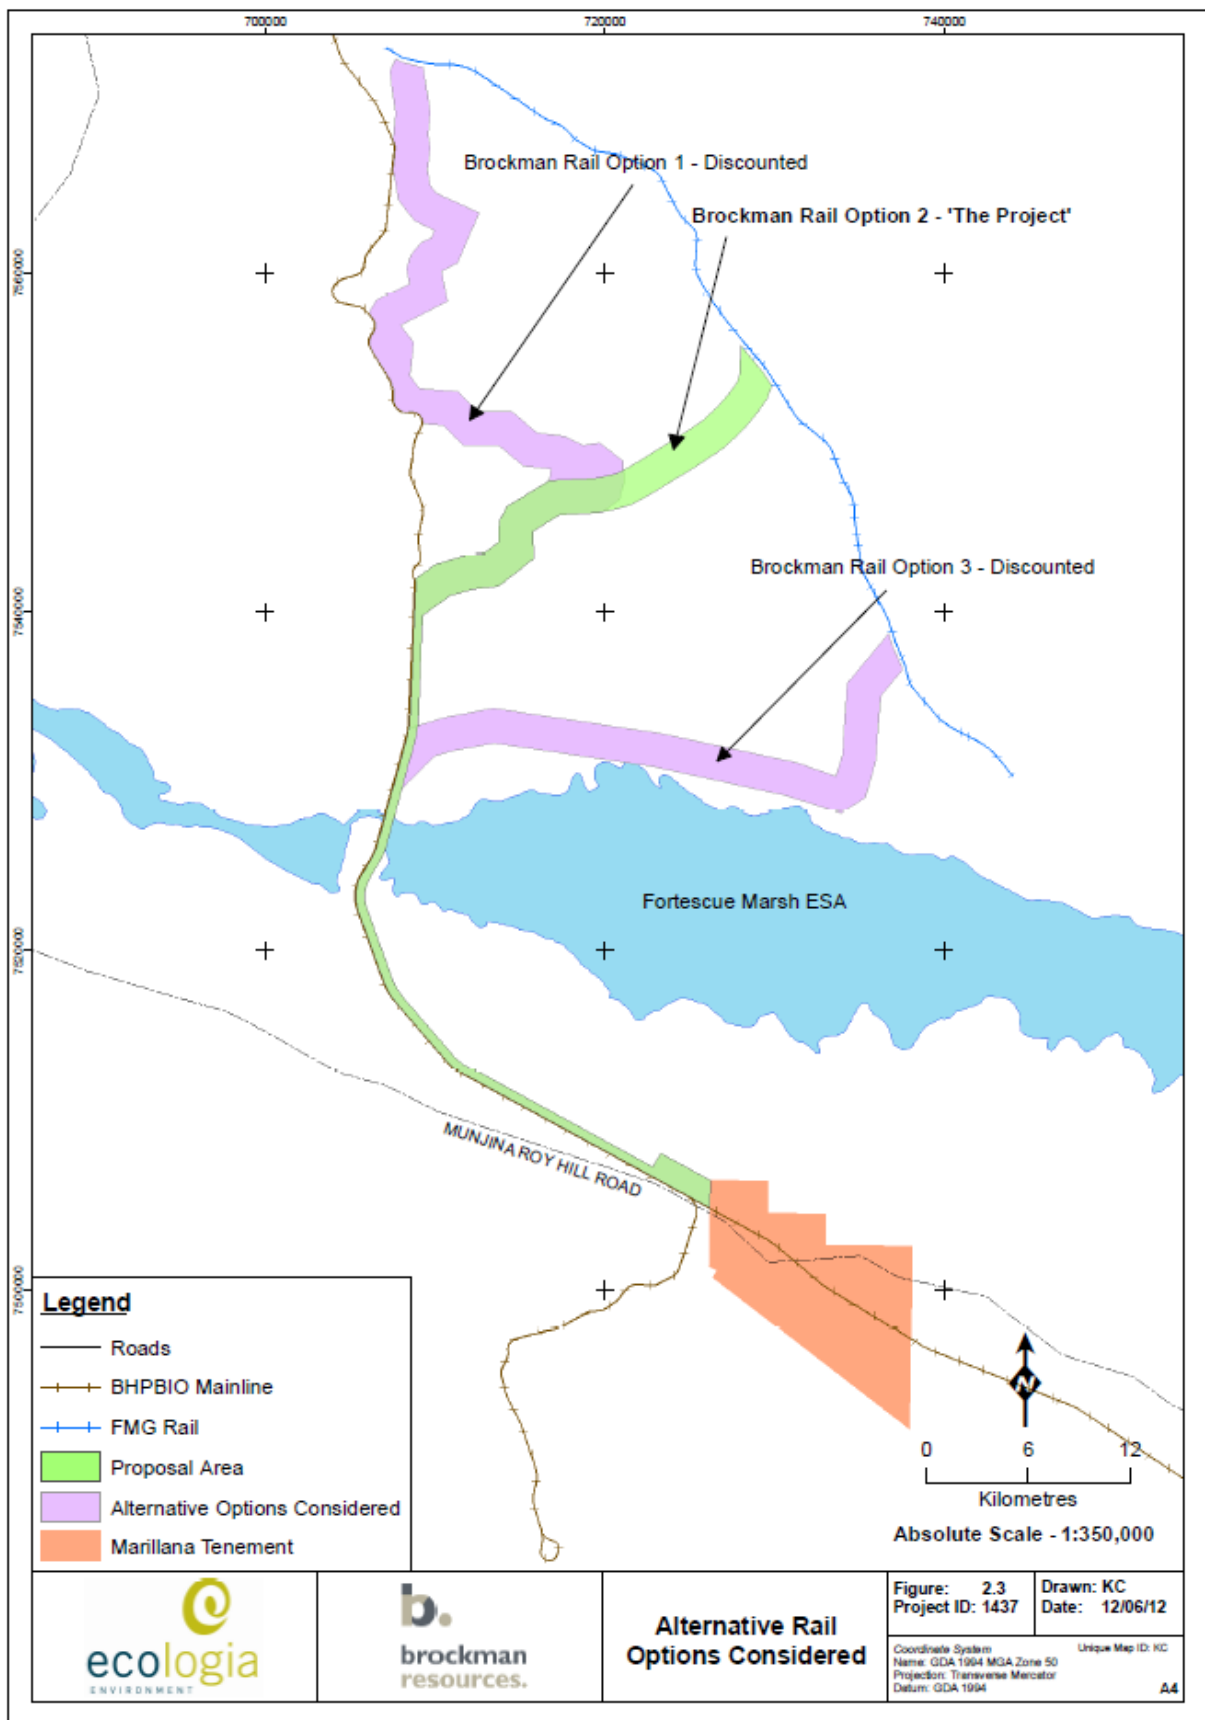 700000
720000
740000
Brockman Rail Option 1 - Discounted
Brockman Rail Option 2 - 'The Project'
7560000
Brockman Rail Option 3 - Discounted
7540000
Fortescue Marsh ESA
7520000
MUNJINA ROY HILL ROAD
7500000
Legend
Roads
BHPBIO Mainline
FMG Rail
Proposal Area
Alternative Options Considered
Marillana Tenement
N
0 6 12
Kilometres
Absolute Scale - 1:350,000
ecologia
ENVIRONMENT
b.
brockman
resources.
Alternative Rail
Options Considered
Figure: 2.3
Project ID: 1437
Drawn: KC
Date: 12/06/12
Coordinate System
Name: GDA 1994 MGA Zone 50
Projection: Transverse Mercator
Datum: GDA 1994
Unique Map ID: KC
A4